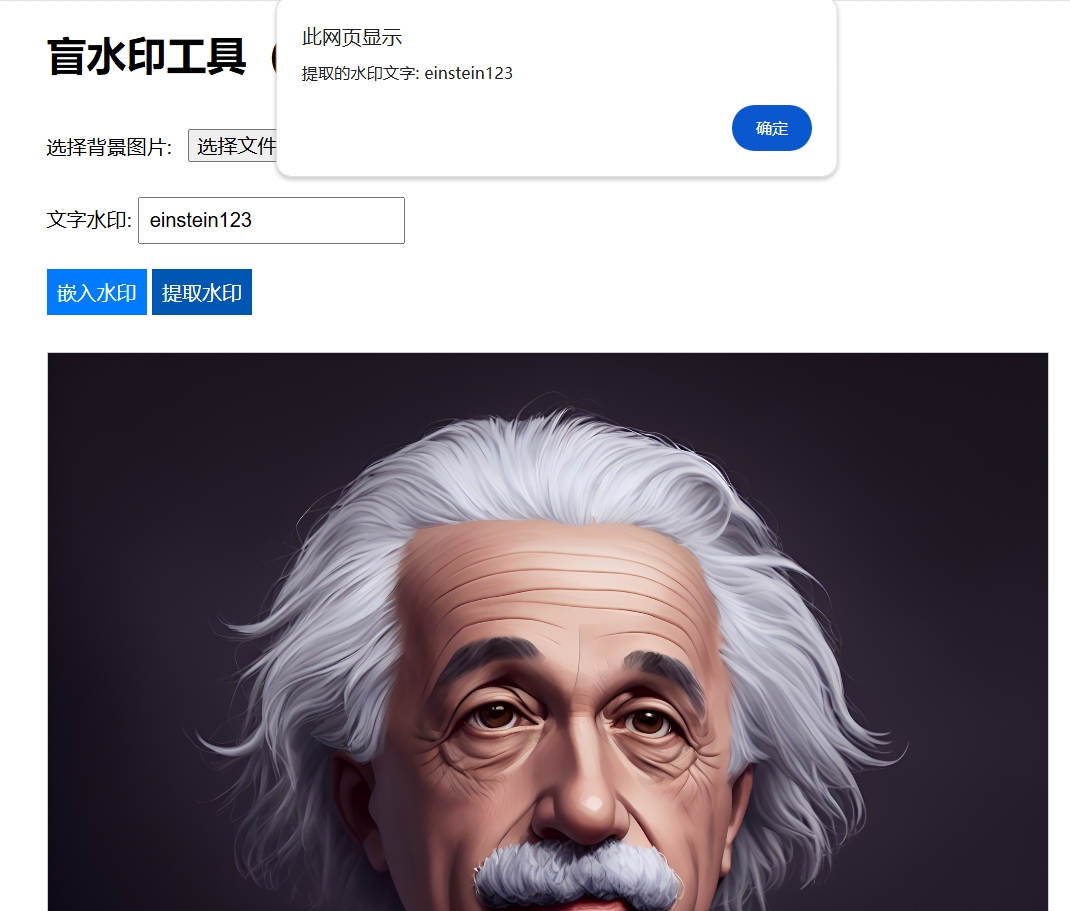 盲水印工具（
此网页显示
提取的水印文字: einstein123
确定
选择背景图片: 选择文件
文字水印: einstein123
嵌入水印 提取水印